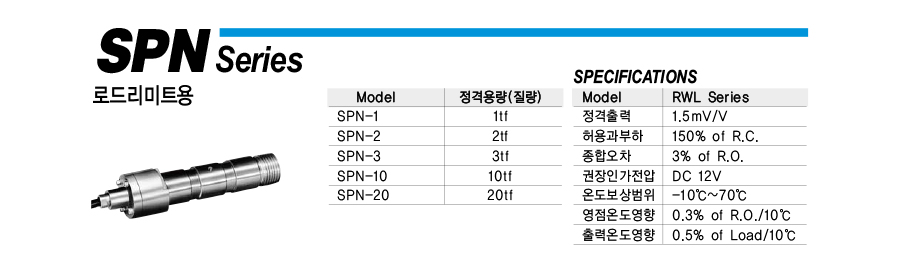 SPN Series
로드리미트용
Model 정격용량(질량)
SPN-1 1tf
SPN-2 2tf
SPN-3 3tf
SPN-10 10tf
SPN-20 20tf
SPECIFICATIONS
Model RWL Series
정격출력 1.5mV/V
허용과부하 150% of R.C.
종합오차 3% of R.O.
권장인가전압 DC 12V
온도보상범위 -10℃~70℃
영점온도영향 0.3% of R.O./10℃
출력온도영향 0.5% of Load/10℃